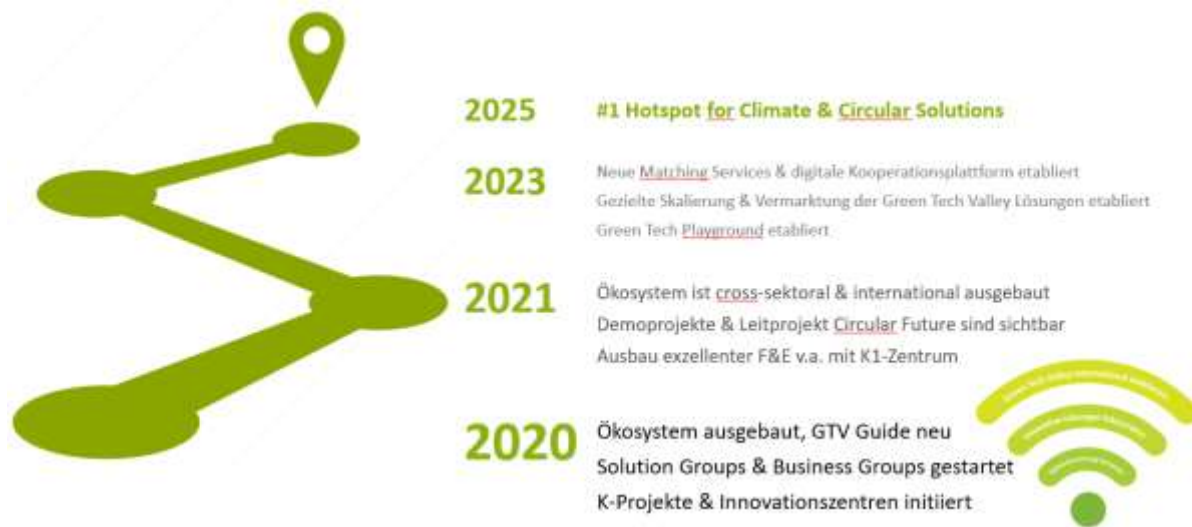 2025
#1 Hotspot for Climate & Circular Solutions
2023
Neue Matching Services & digitale Kooperationsplattform etabliert
Gezielte Skalierung & Vermarktung der Green Tech Valley Lösungen etabliert
Green Tech Playground etabliert
2021
Ökosystem ist cross-sektoral & international ausgebaut
Demoprojekte & Leitprojekt Circular Future sind sichtbar
Ausbau exzellenter F&E v.a. mit K1-Zentrum
2020
Ökosystem ausgebaut, GTV Guide neu
Solution Groups & Business Groups gestartet
K-Projekte & Innovationszentren initiiert